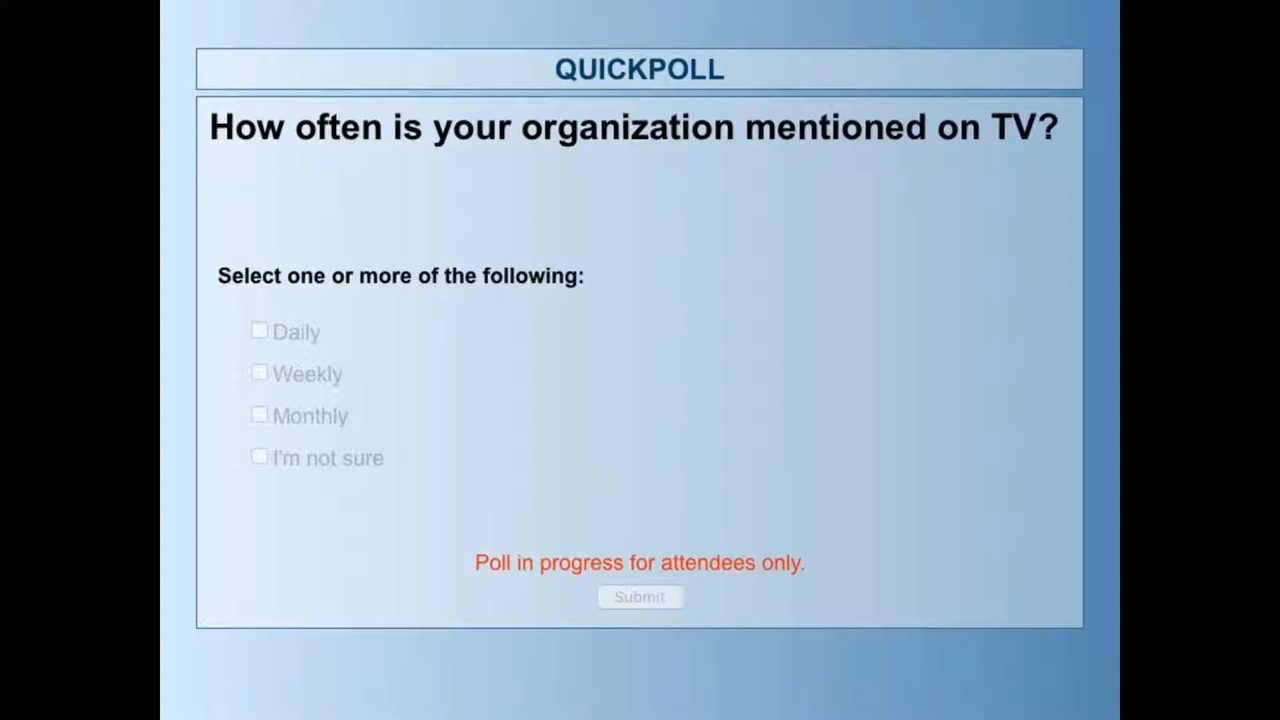 QUICKPOLL
How often is your organization mentioned on TV?
Select one or more of the following:
Daily
Weekly
Monthly
I'm not sure
Poll in progress for attendees only.
Submit